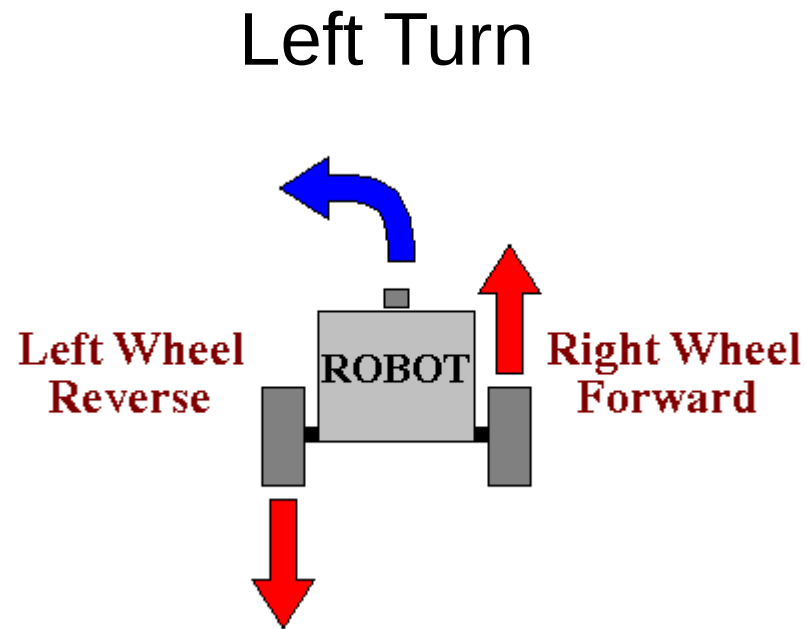 Left Turn
Left Wheel
Reverse
ROBOT
Right Wheel
Forward